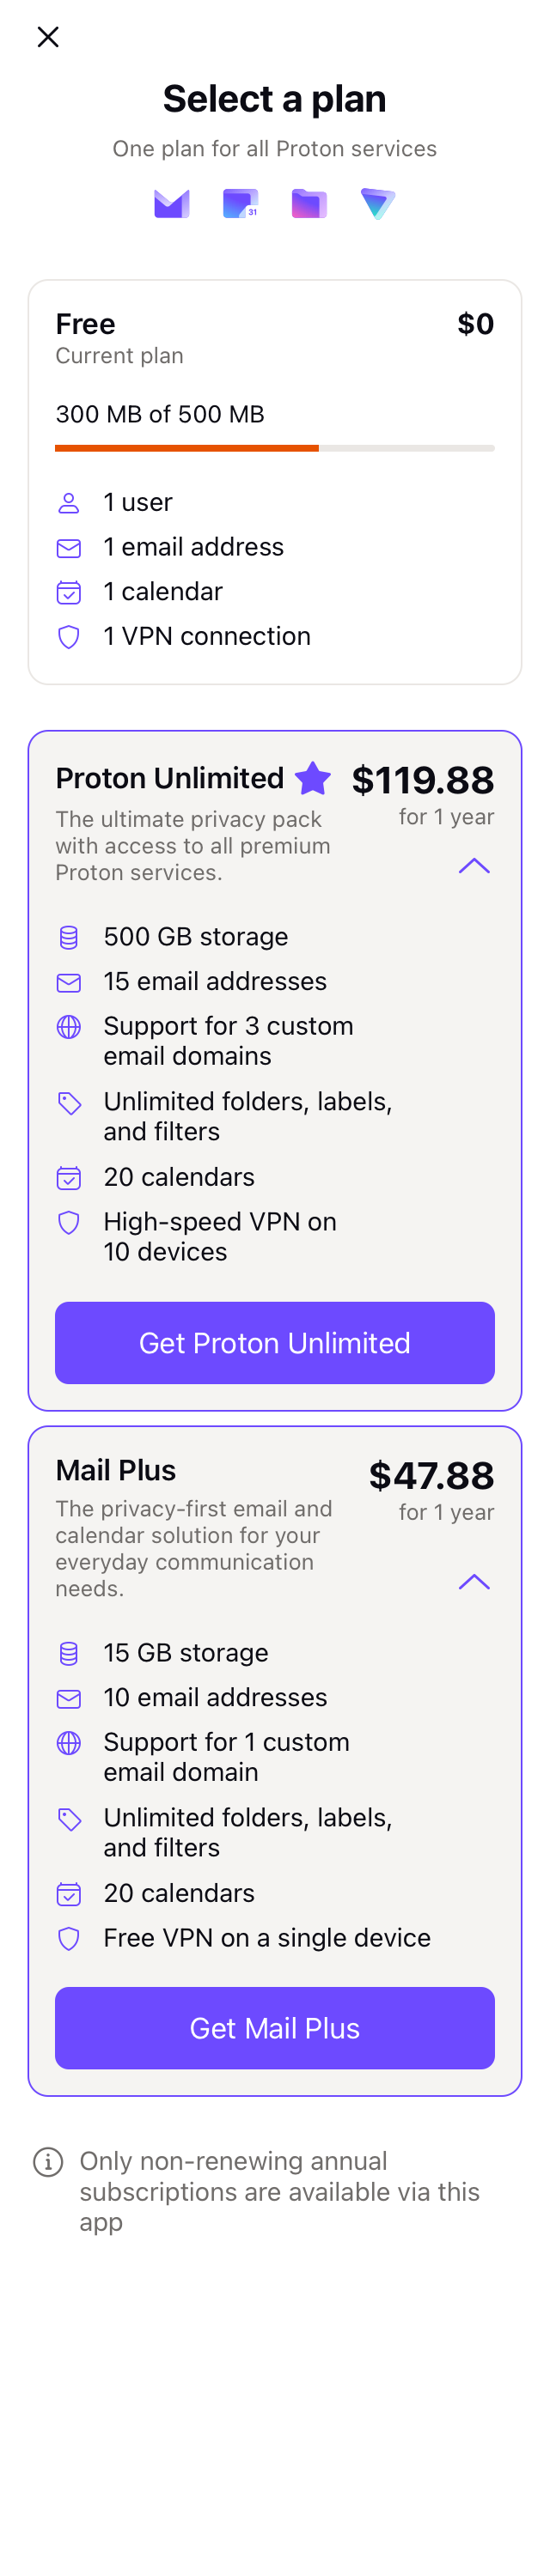 Select a plan
One plan for all Proton services
31
Free
$0
Current plan
300 MB of 500 MB
1 user
1 email address
1 calendar
1 VPN connection
Proton Unlimited
$119.88
for 1 year
The ultimate privacy pack
with access to all premium
Proton services.
500 GB storage
15 email addresses
Support for 3 custom
email domains
Unlimited folders, labels,
and filters
20 calendars
High-speed VPN on
10 devices
Get Proton Unlimited
Mail Plus
$47.88
for 1 year
The privacy-first email and
calendar solution for your
everyday communication
needs.
15 GB storage
10 email addresses
Support for 1 custom
email domain
Unlimited folders, labels,
and filters
20 calendars
Free VPN on a single device
Get Mail Plus
Only non-renewing annual
subscriptions are available via this
app